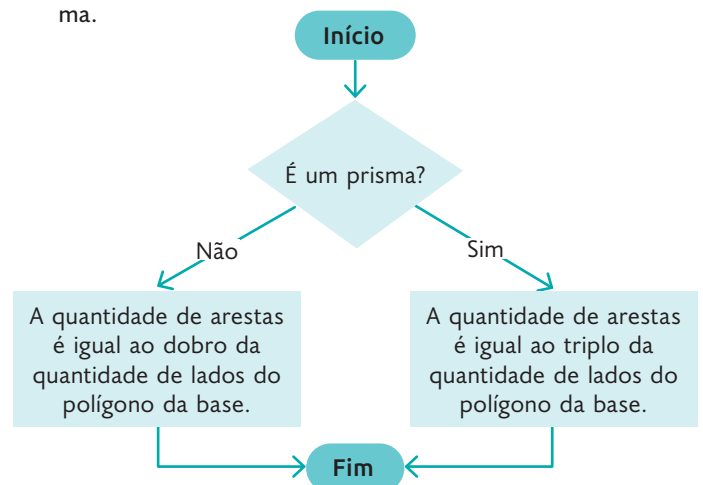 ma.
Início
É um prisma?
Não
Sim
A quantidade de arestas
é igual ao dobro da
quantidade de lados do
polígono da base.
A quantidade de arestas
é igual ao triplo da
quantidade de lados do
polígono da base.
Fim